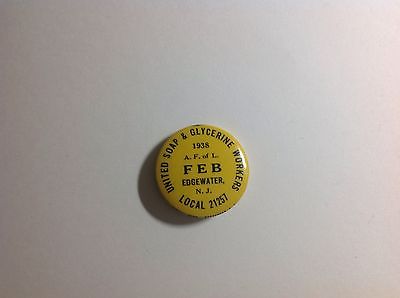 UNITED SOAP & GLYCERINE WORKERS
1938
A. F. of L.
FEB
EDGEWATER,
N. J.
LOCAL 21257